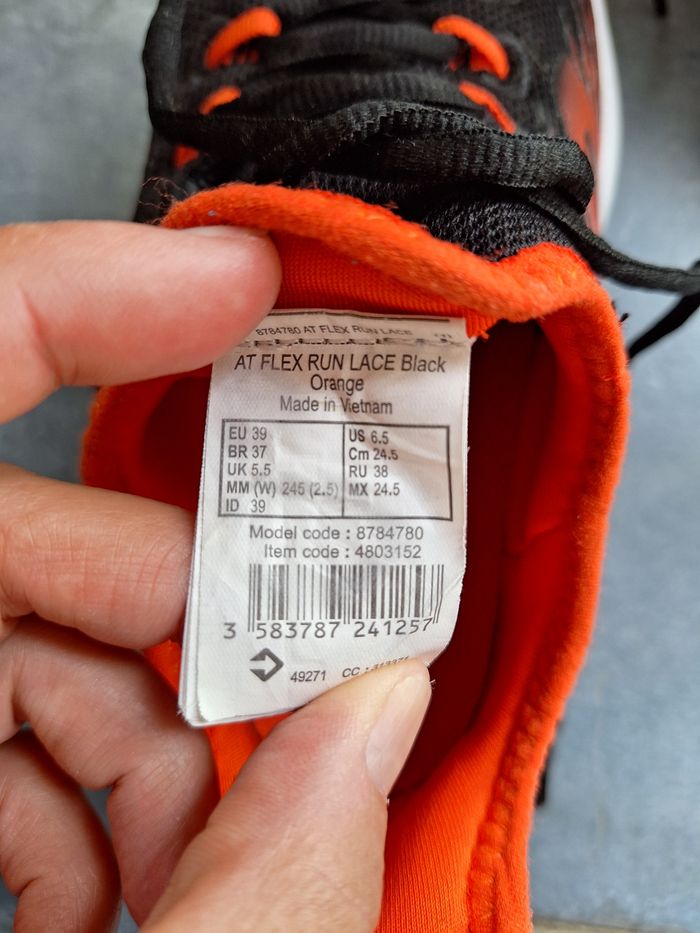 8784780 AT FLEX RUN LACE
AT FLEX RUN LACE Black
Orange
Made in Vietnam
EU 39
BR 37
UK 5.5
MM (W) 245 (2.5)
ID 39
US 6.5
Cm 24.5
RU 38
MX 24.5
Model code : 8784780
Item code : 4803152
3 583787 241257
49271 CC :